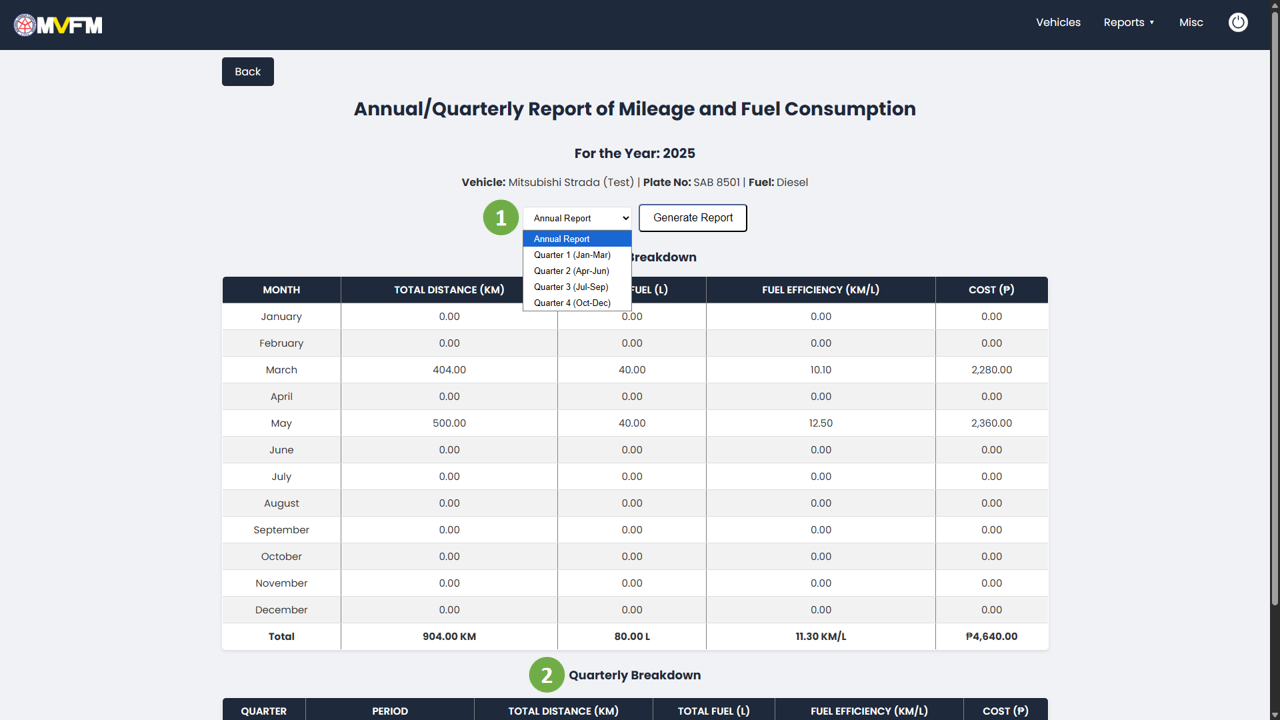 MVFM Vehicles Reports ▾ Misc
Back
Annual/Quarterly Report of Mileage and Fuel Consumption
For the Year: 2025
Vehicle: Mitsubishi Strada (Test) | Plate No: SAB 8501 | Fuel: Diesel
1 Annual Report Generate Report
Annual Report
Quarter 1 (Jan-Mar)
Quarter 2 (Apr-Jun)
Quarter 3 (Jul-Sep)
Quarter 4 (Oct-Dec)
Breakdown
MONTH TOTAL DISTANCE (KM) FUEL (L) FUEL EFFICIENCY (KM/L) COST (₱)
January 0.00 0.00 0.00 0.00
February 0.00 0.00 0.00 0.00
March 404.00 40.00 10.10 2,280.00
April 0.00 0.00 0.00 0.00
May 500.00 40.00 12.50 2,360.00
June 0.00 0.00 0.00 0.00
July 0.00 0.00 0.00 0.00
August 0.00 0.00 0.00 0.00
September 0.00 0.00 0.00 0.00
October 0.00 0.00 0.00 0.00
November 0.00 0.00 0.00 0.00
December 0.00 0.00 0.00 0.00
Total 904.00 KM 80.00 L 11.30 KM/L ₱4,640.00
2 Quarterly Breakdown
QUARTER PERIOD TOTAL DISTANCE (KM) TOTAL FUEL (L) FUEL EFFICIENCY (KM/L) COST (₱)